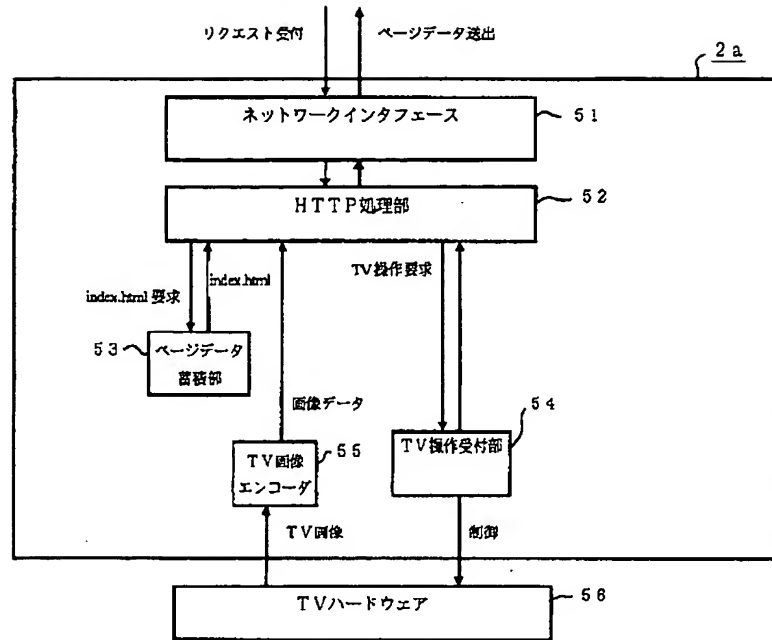 リクエスト受付
ページデータ送出
2a
ネットワークインタフェース
51
HTTP処理部
52
index.html 要求
index.html
TV操作要求
53
ページデータ
蓄積部
画像データ
54
55
TV画像
エンコーダ
TV操作受付部
TV画像
制御
TVハードウェア
56